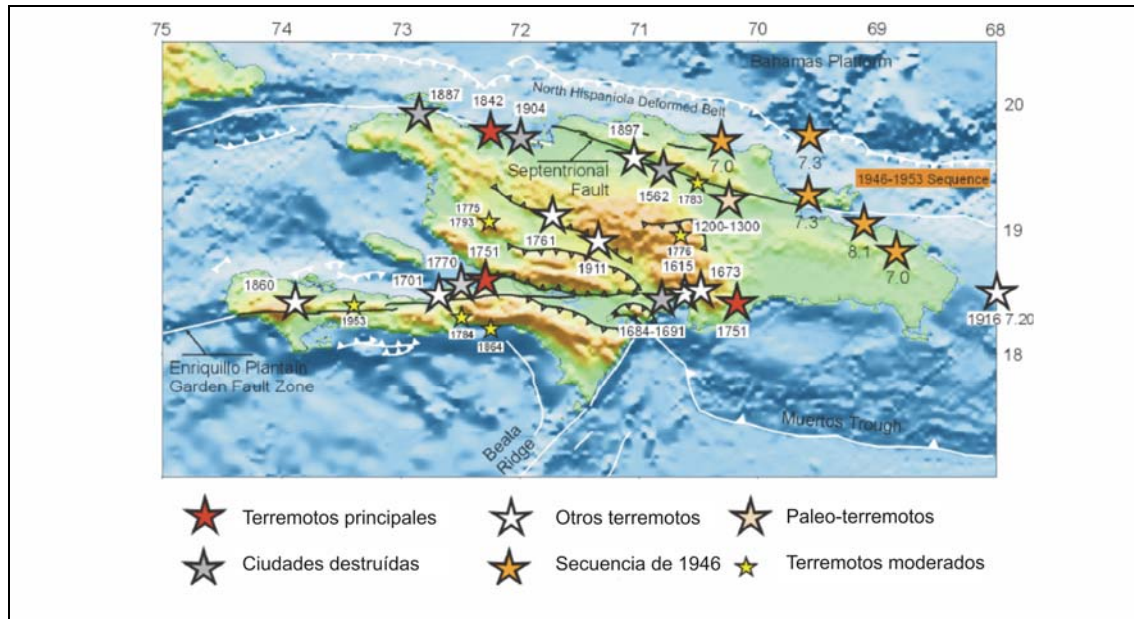 75 74 73 72 71 70 69 68
Bahamas Platform
1887
1842
1904
North Hispaniola Deformed Belt
20
1897
7.0
7.3
Septentrional
Fault
1562
1783
1946-1953 Sequence
1775
1793
1200-1300
7.3
19
1761
1751
1911
1776
8.1
1770
1615
1673
7.0
1701
1860
1953
1784
1864
1684-1691
1751
1916 7.20
18
Enriquillo Plantain
Garden Fault Zone
Beata
Ridge
Muertos Trough
Terremotos principales
Otros terremotos
Paleo-terremotos
Ciudades destruídas
Secuencia de 1946
Terremotos moderados